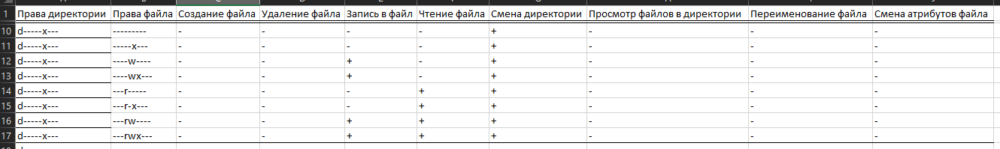 1 Права директории Права файла Создание файла Удаление файла Запись в файл Чтение файла Смена директории Просмотр файлов в директории Переименование файла Смена атрибутов файла
10 d-----x--- --------- - - - - + - - -
11 d-----x--- -----x--- - - - - + - - -
12 d-----x--- ----w---- - - + - + - - -
13 d-----x--- ----wx--- - - + - + - - -
14 d-----x--- ---r----- - - - + + - - -
15 d-----x--- ---r-x--- - - - + + - - -
16 d-----x--- ---rw---- - - + + + - - -
17 d-----x--- ---rwx--- - - + + + - - -